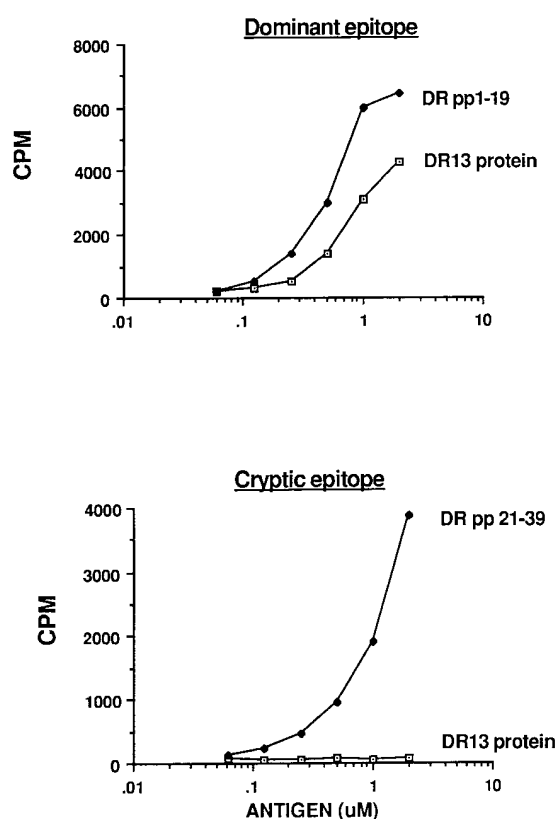 Dominant epitope
8000
6000
4000
2000
0
CPM
DR pp1-19
DR13 protein
.01 .1 1 10
Cryptic epitope
4000
3000
2000
1000
0
CPM
DR pp 21-39
DR13 protein
.01 .1 1 10
ANTIGEN (uM)